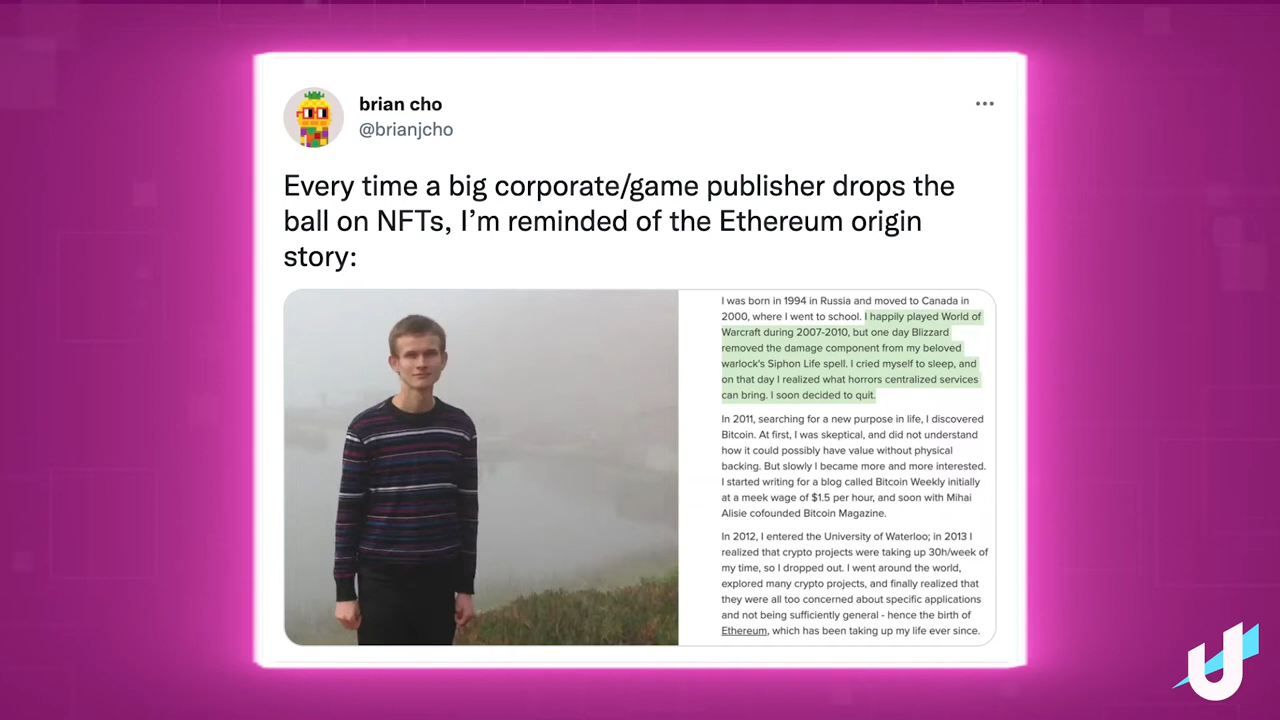 brian cho
@brianjcho
Every time a big corporate/game publisher drops the
ball on NFTs, I’m reminded of the Ethereum origin
story:
I was born in 1994 in Russia and moved to Canada in
2000, where I went to school. I happily played World of
Warcraft during 2007-2010, but one day Blizzard
removed the damage component from my beloved
warlock's Siphon Life spell. I cried myself to sleep, and
on that day I realized what horrors centralized services
can bring. I soon decided to quit.
In 2011, searching for a new purpose in life, I discovered
Bitcoin. At first, I was skeptical, and did not understand
how it could possibly have value without physical
backing. But slowly I became more and more interested.
I started writing for a blog called Bitcoin Weekly initially
at a meek wage of $1.5 per hour, and soon with Mihai
Alisie cofounded Bitcoin Magazine.
In 2012, I entered the University of Waterloo; in 2013 I
realized that crypto projects were taking up 30h/week of
my time, so I dropped out. I went around the world,
explored many crypto projects, and finally realized that
they were all too concerned about specific applications
and not being sufficiently general - hence the birth of
Ethereum, which has been taking up my life ever since.